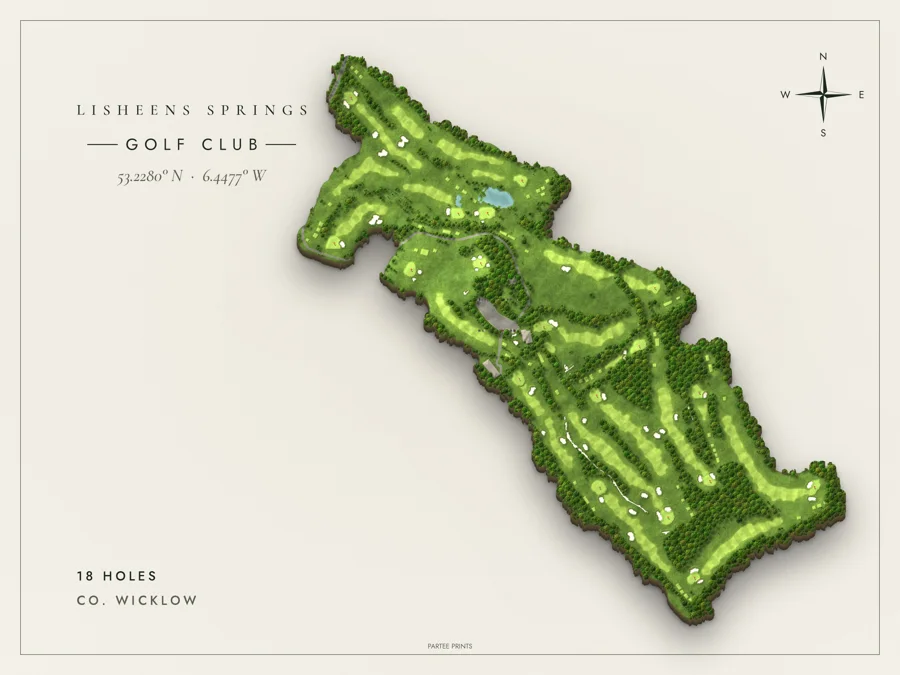 LISHEENS SPRINGS
GOLF CLUB
53.2280° N · 6.4477° W
N
W E
S
18 HOLES
CO. WICKLOW
PARTEE PRINTS